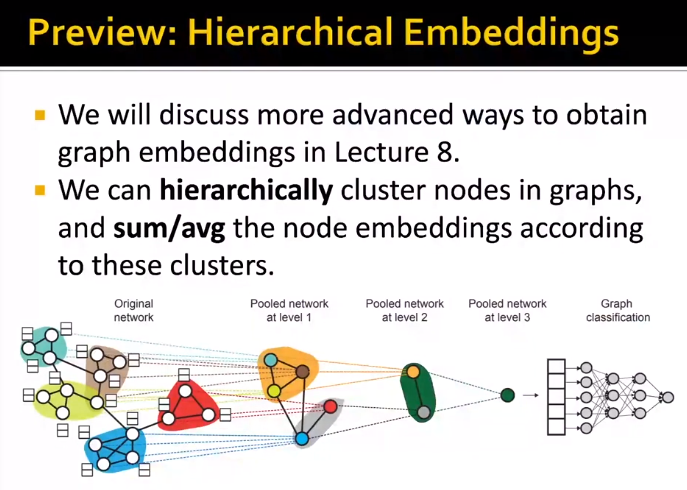 Preview: Hierarchical Embeddings
We will discuss more advanced ways to obtain
graph embeddings in Lecture 8.
We can hierarchically cluster nodes in graphs,
and sum/avg the node embeddings according
to these clusters.
Original
network
Pooled network
at level 1
Pooled network
at level 2
Pooled network
at level 3
Graph
classification